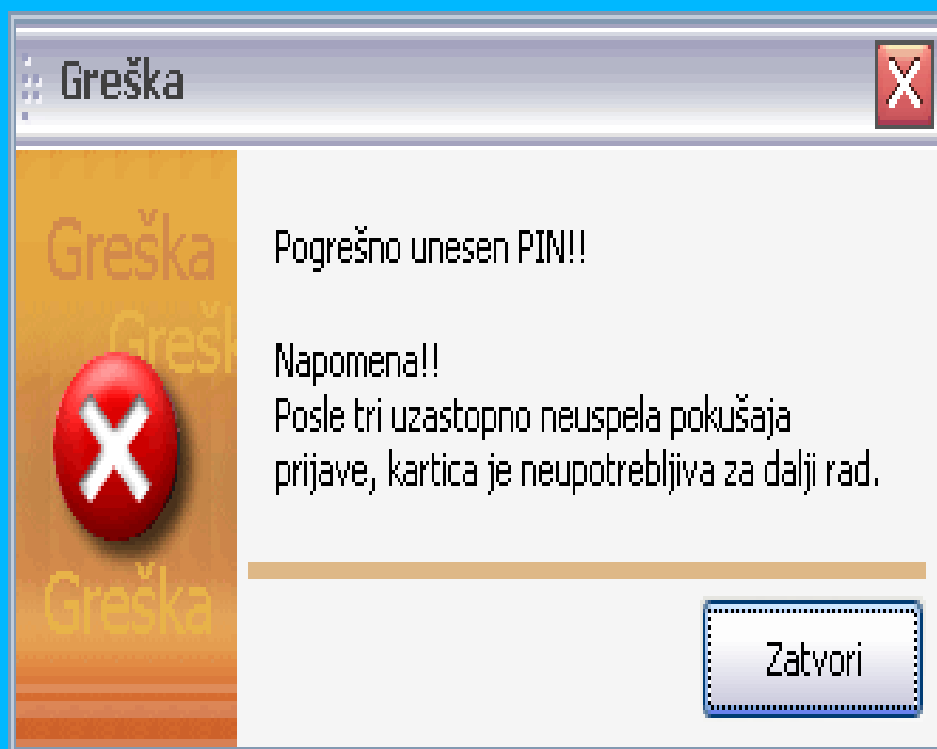 Greška
Greška
Grešk
Greška
Pogrešno unesen PIN!!
Napomena!!
Posle tri uzastopno neuspela pokušaja
prijave, kartica je neupotrebljiva za dalji rad.
Zatvori